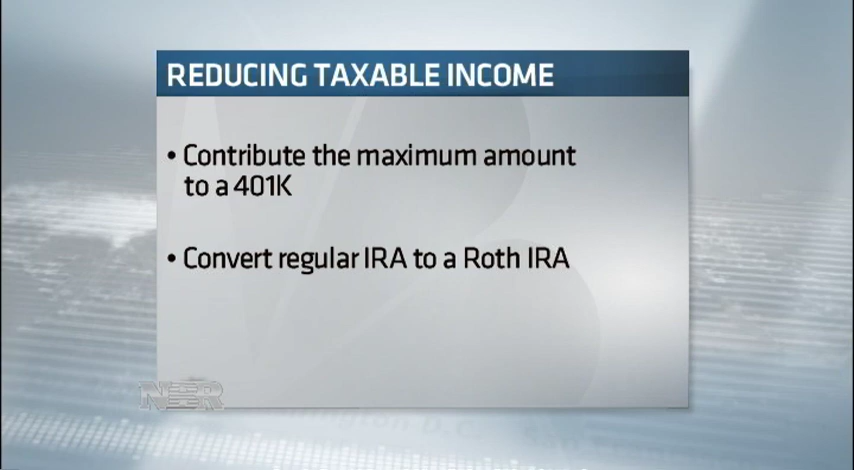 REDUCING TAXABLE INCOME
• Contribute the maximum amount
to a 401K
• Convert regular IRA to a Roth IRA